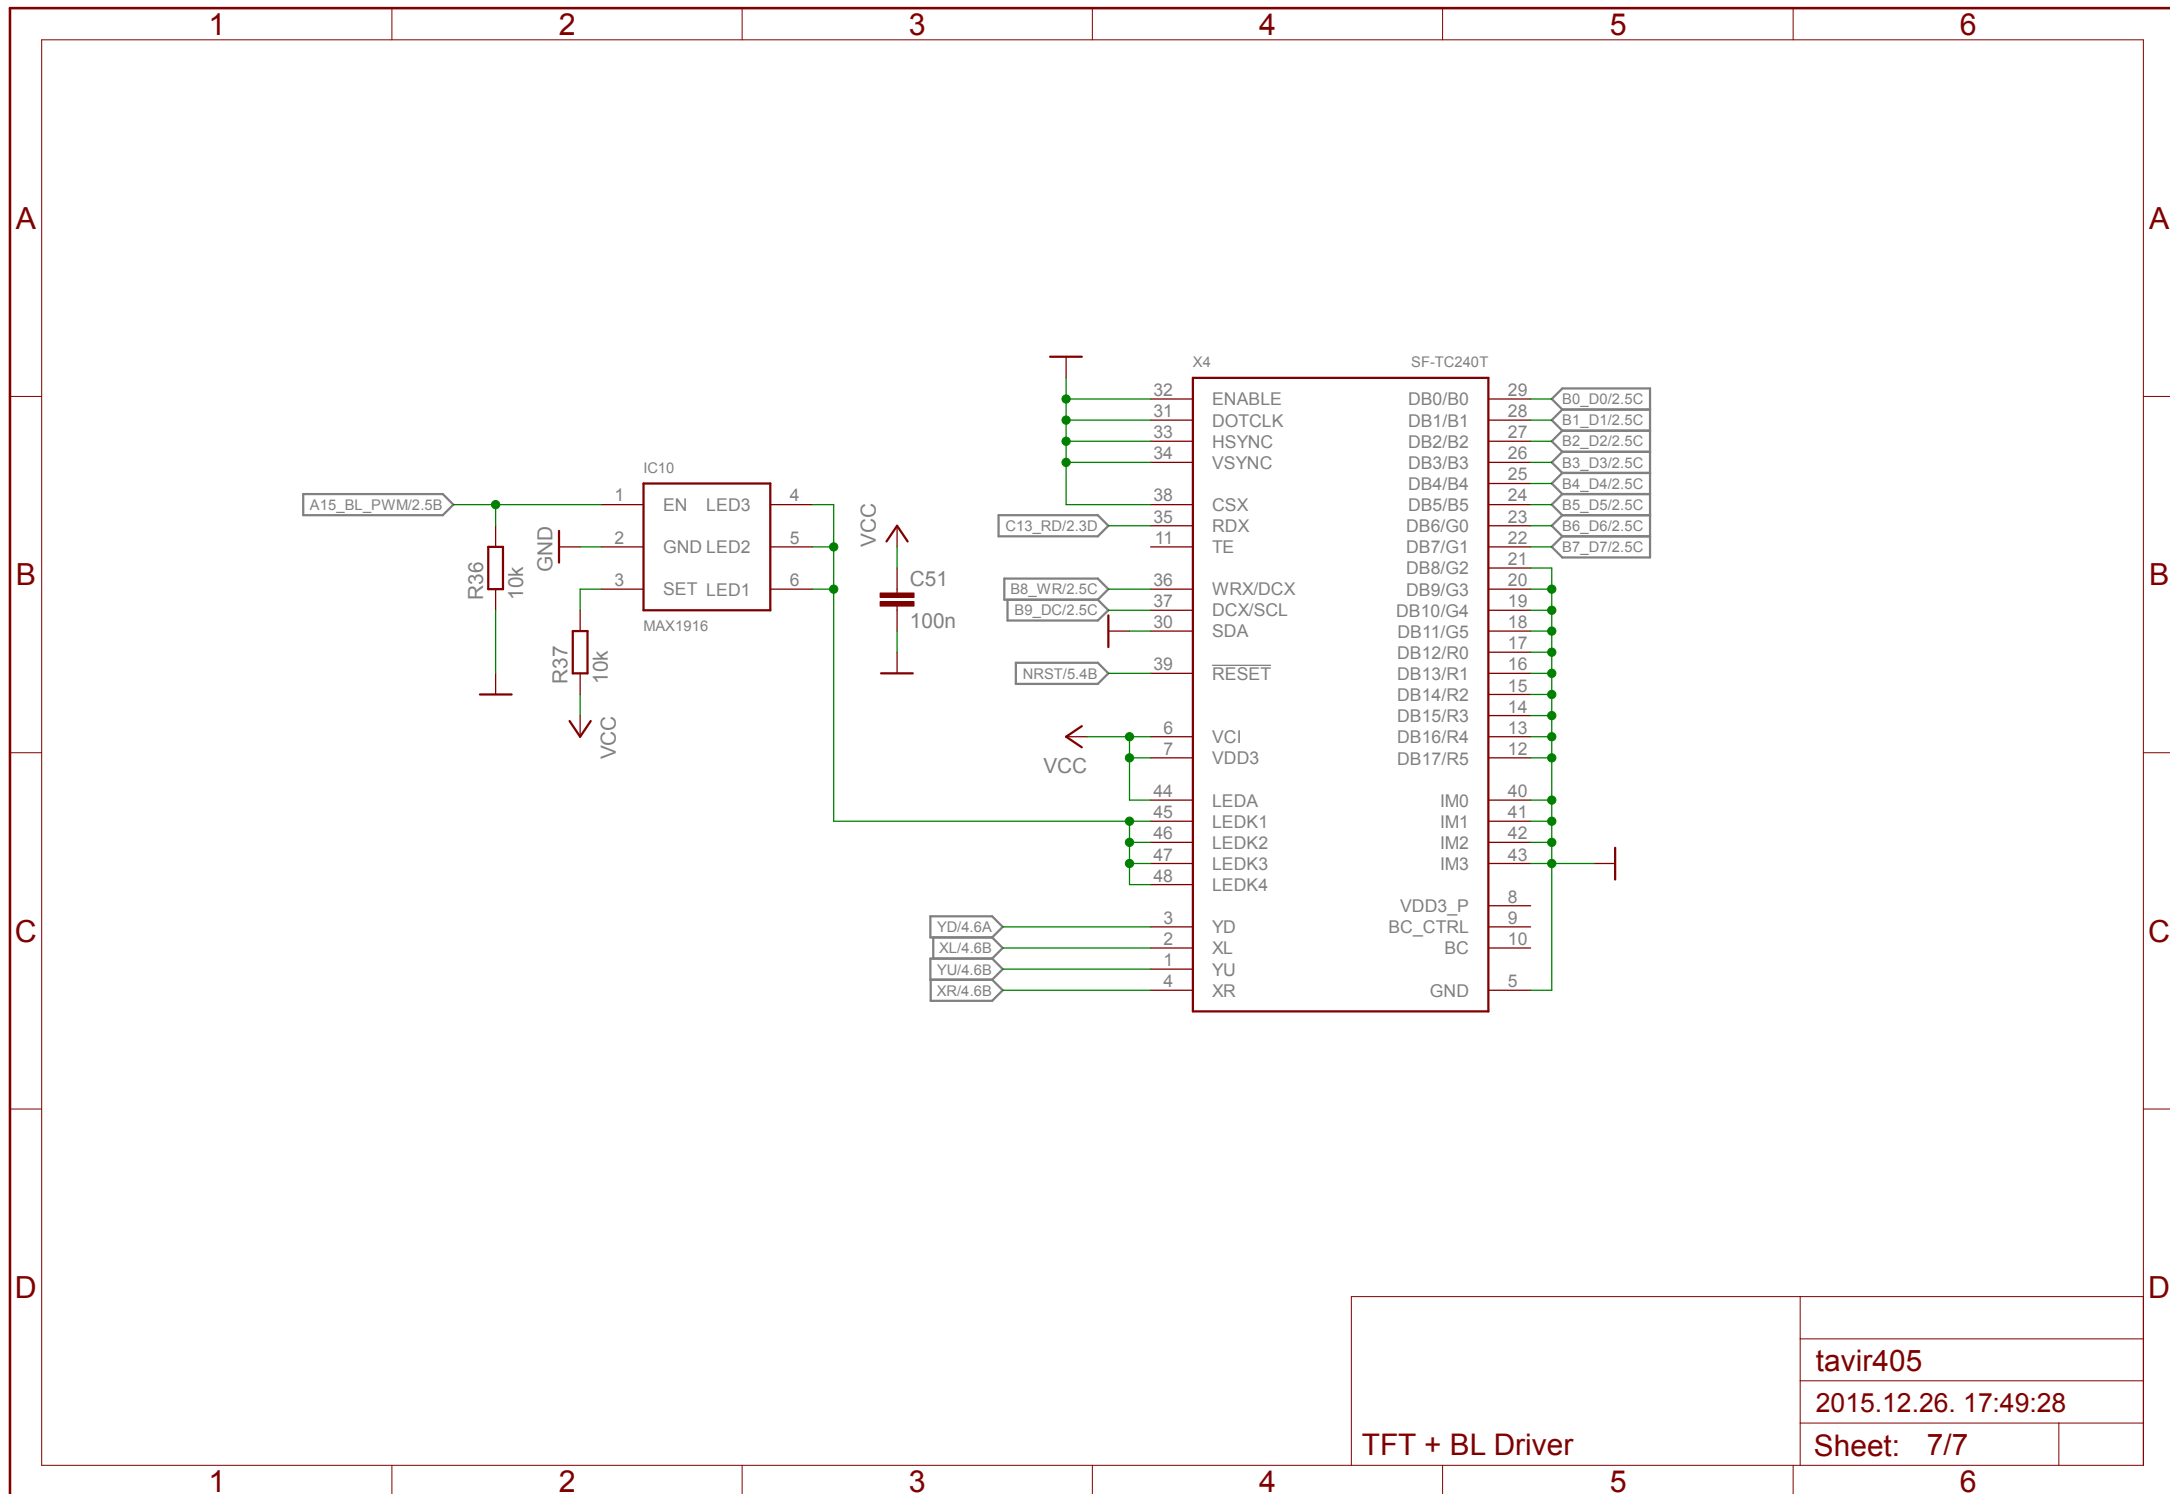 1 2 3 4 5 6
A A
B B
C C
D D
A15_BL_PWM/2.5B
R36
10k
GND
IC10
1 EN LED3 4
2 GND LED2 5
3 SET LED1 6
MAX1916
R37
10k
VCC
VCC
C51
100n
X4 SF-TC240T
32 ENABLE DB0/B0 29 B0_D0/2.5C
31 DOTCLK DB1/B1 28 B1_D1/2.5C
33 HSYNC DB2/B2 27 B2_D2/2.5C
34 VSYNC DB3/B3 26 B3_D3/2.5C
DB4/B4 25 B4_D4/2.5C
38 CSX DB5/B5 24 B5_D5/2.5C
C13_RD/2.3D 35 RDX DB6/G0 23 B6_D6/2.5C
11 TE DB7/G1 22 B7_D7/2.5C
DB8/G2 21
B8_WR/2.5C 36 WRX/DCX DB9/G3 20
B9_DC/2.5C 37 DCX/SCL DB10/G4 19
30 SDA DB11/G5 18
DB12/R0 17
NRST/5.4B 39 RESET DB13/R1 16
DB14/R2 15
DB15/R3 14
6 VCI DB16/R4 13
VCC 7 VDD3 DB17/R5 12
44 LEDA IM0 40
45 LEDK1 IM1 41
46 LEDK2 IM2 42
47 LEDK3 IM3 43
48 LEDK4
VDD3_P 8
YD/4.6A 3 YD BC_CTRL 9
XL/4.6B 2 XL BC 10
YU/4.6B 1 YU
XR/4.6B 4 XR GND 5
tavir405
2015.12.26. 17:49:28
TFT + BL Driver
Sheet: 7/7
1 2 3 4 5 6